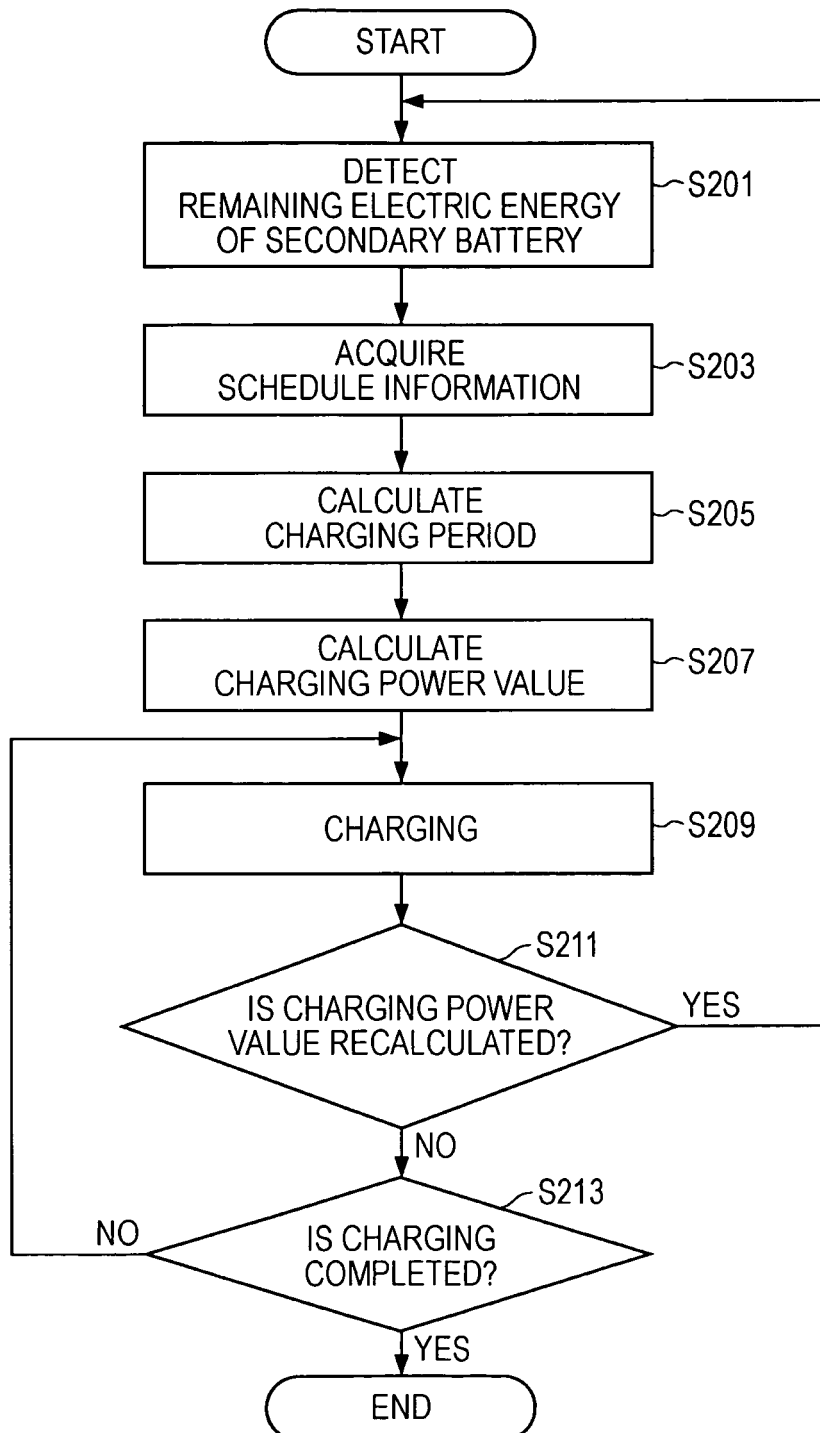 START
DETECT
REMAINING ELECTRIC ENERGY
OF SECONDARY BATTERY
S201
ACQUIRE
SCHEDULE INFORMATION
S203
CALCULATE
CHARGING PERIOD
S205
CALCULATE
CHARGING POWER VALUE
S207
CHARGING
S209
S211
IS CHARGING POWER
VALUE RECALCULATED?
YES
NO
S213
NO
IS CHARGING
COMPLETED?
YES
END